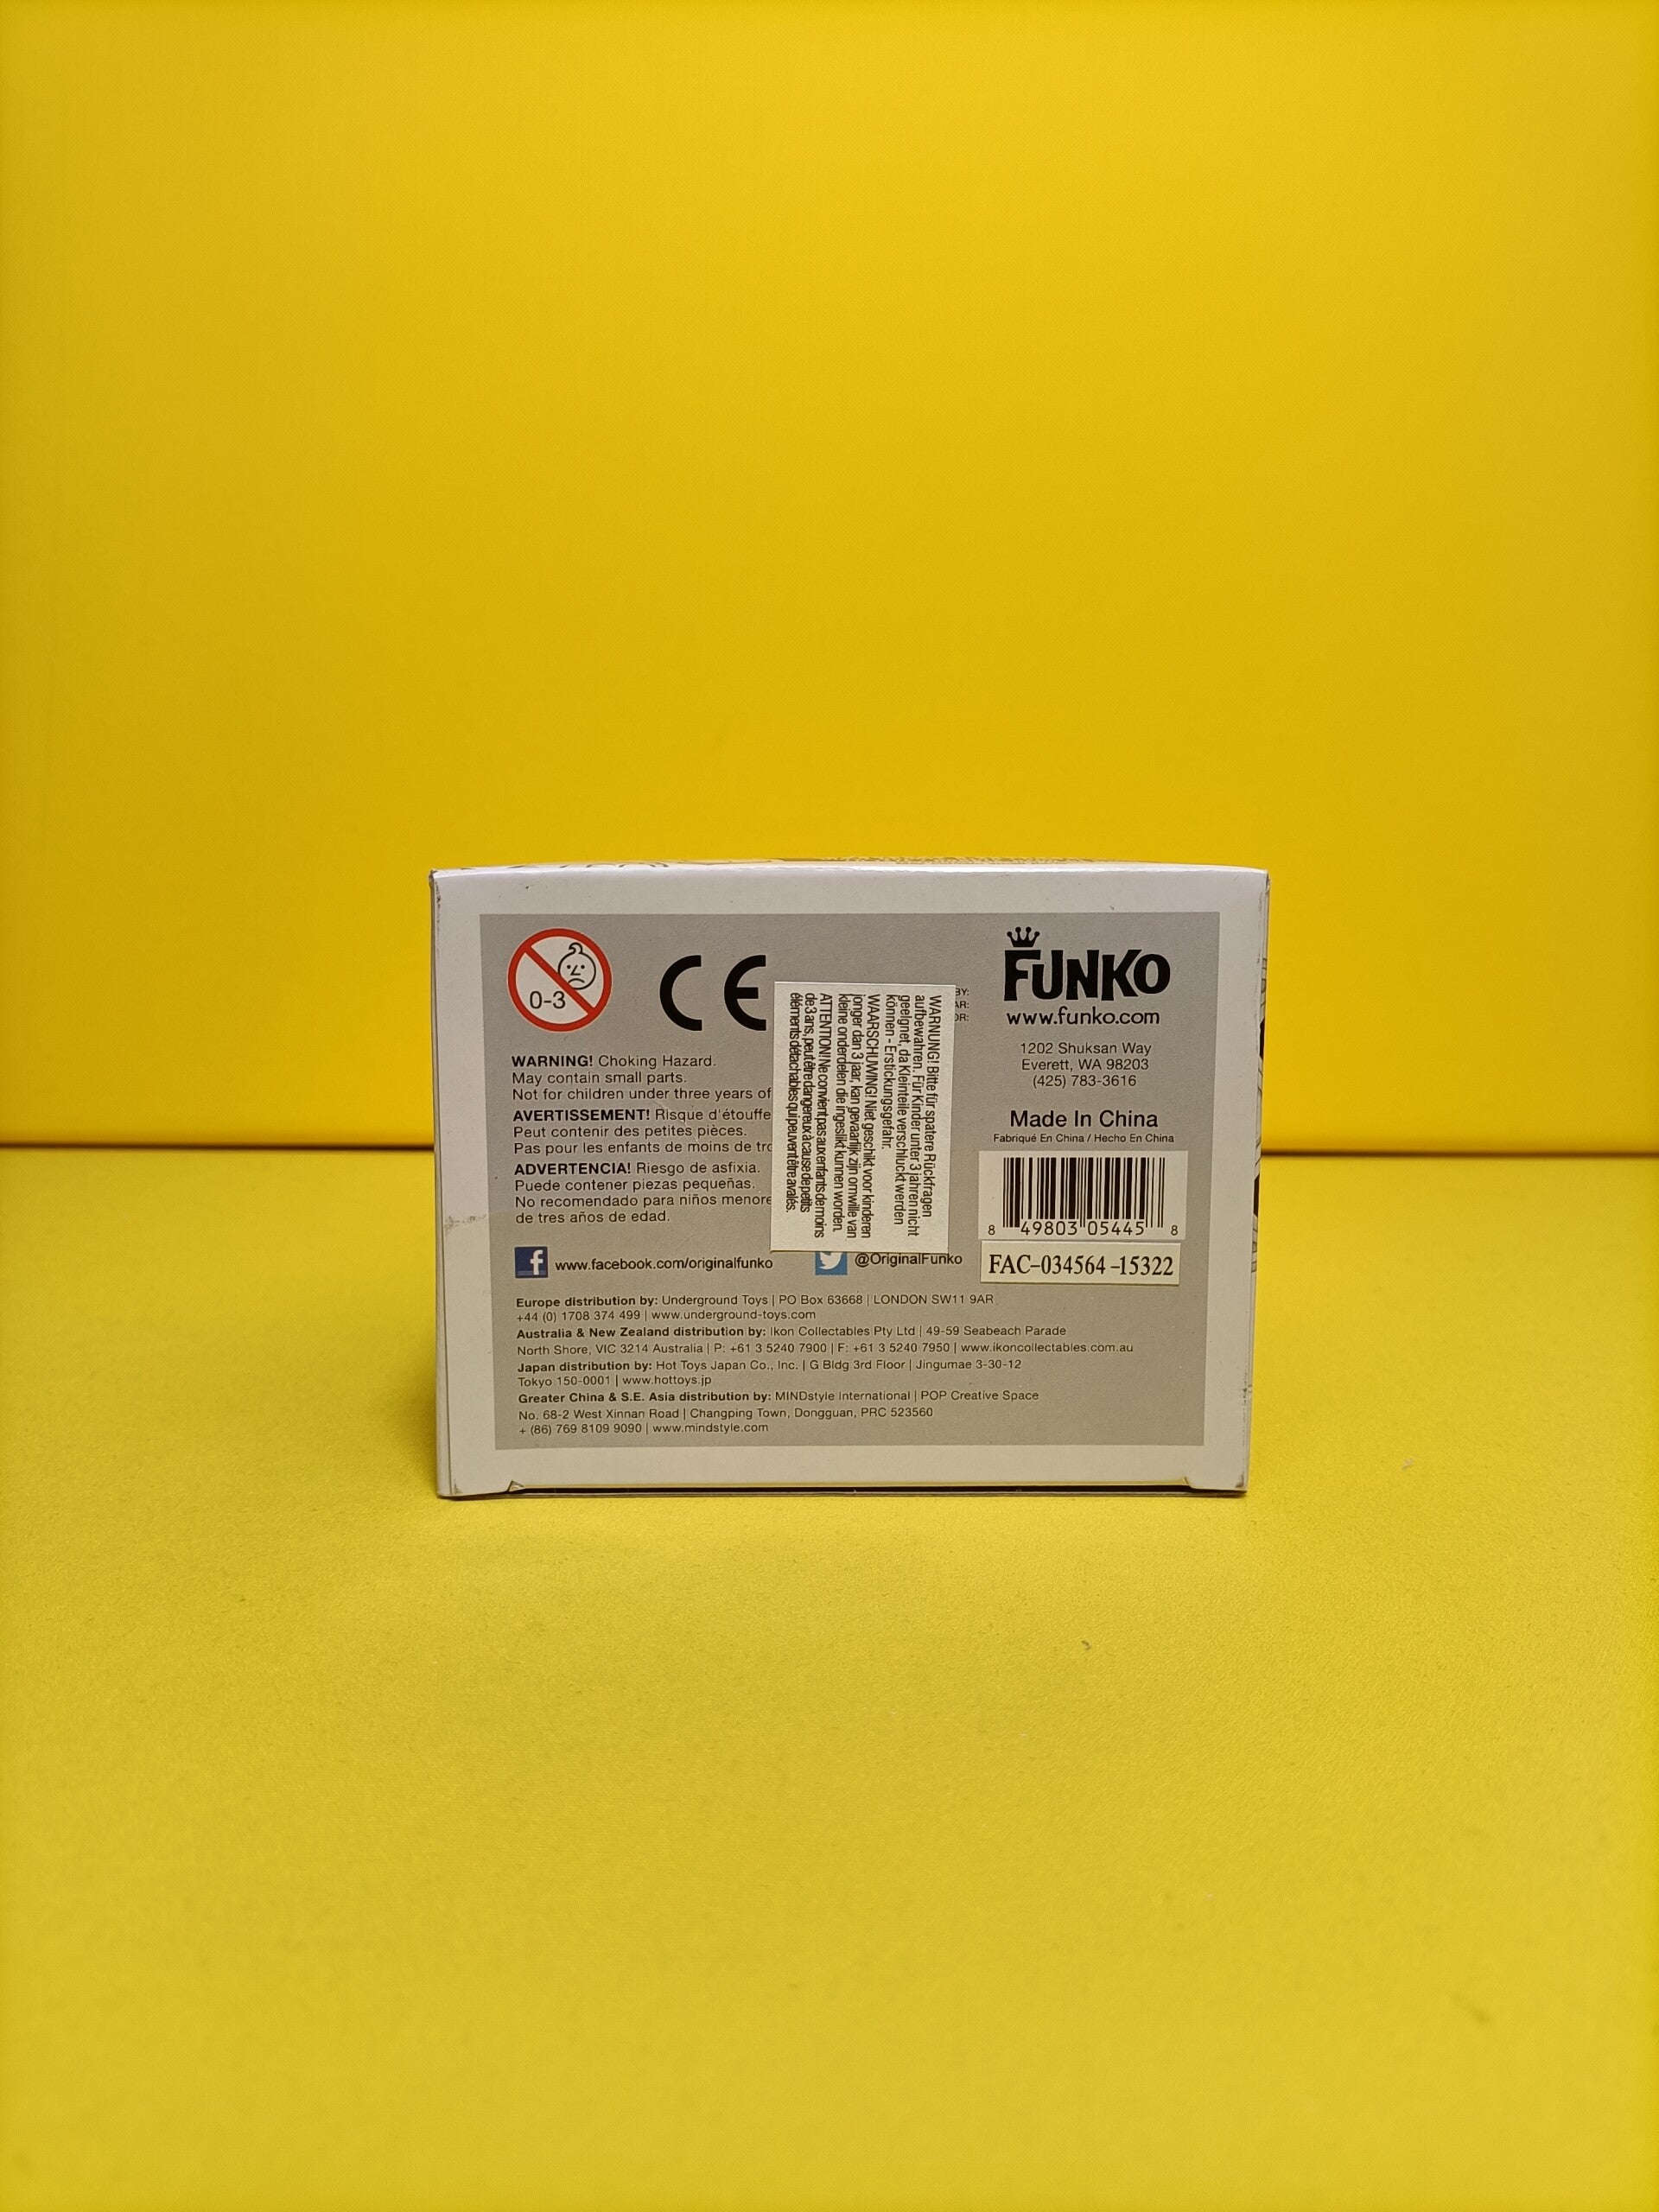 0-3
CE
BY:
AR:
OR:
FUNKO
www.funko.com
1202 Shuksan Way
Everett, WA 98203
(425) 783-3616
Made In China
Fabriqué En China / Hecho En China
8 49803 05445 8
FAC-034564-15322
WARNING! Choking Hazard.
May contain small parts.
Not for children under three years of
AVERTISSEMENT! Risque d'étouffe
Peut contenir des petites pièces.
Pas pour les enfants de moins de
ADVERTENCIA! Riesgo de asfixia.
Puede contener piezas pequeñas.
No recomendado para niños menore
de tres años de edad.
WARNUNG! Bitte für spatere Rückfragen
aufbewahren. Für Kinder unter 3 jahren nicht
geeignet, da Kleinteile verschluckt werden
können - Erstickungsgefahr.
WAARSCHUWING! Niet geschikt voor kinderen
jonger dan 3 jaar, kan gevaarlijk zijn omwille van
kleine onderdelen die ingeslikt kunnen worden.
ATTENTION! Ne convient pas aux enfants de moins
de 3 ans, peut être dangereux à cause de petits
éléments détachables qui peuvent être avalés.
www.facebook.com/originalfunko
@OriginalFunko
Europe distribution by: Underground Toys | PO Box 63668 | LONDON SW11 9AR
+44 (0) 1708 374 499 | www.underground-toys.com
Australia & New Zealand distribution by: Ikon Collectables Pty Ltd | 49-59 Seabeach Parade
North Shore, VIC 3214 Australia | P: +61 3 5240 7900 | F: +61 3 5240 7950 | www.ikoncollectables.com.au
Japan distribution by: Hot Toys Japan Co., Inc. | G Bldg 3rd Floor | Jingumae 3-30-12
Tokyo 150-0001 | www.hottoys.jp
Greater China & S.E. Asia distribution by: MINDstyle International | POP Creative Space
No. 68-2 West Xinnan Road | Changping Town, Dongguan, PRC 523560
+ (86) 769 8109 9090 | www.mindstyle.com